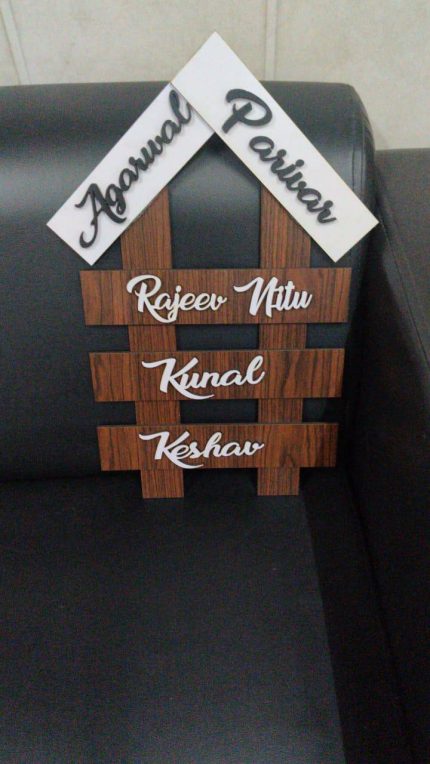 Agarwal
Parivar
Rajeev Nitu
Kunal
Keshav